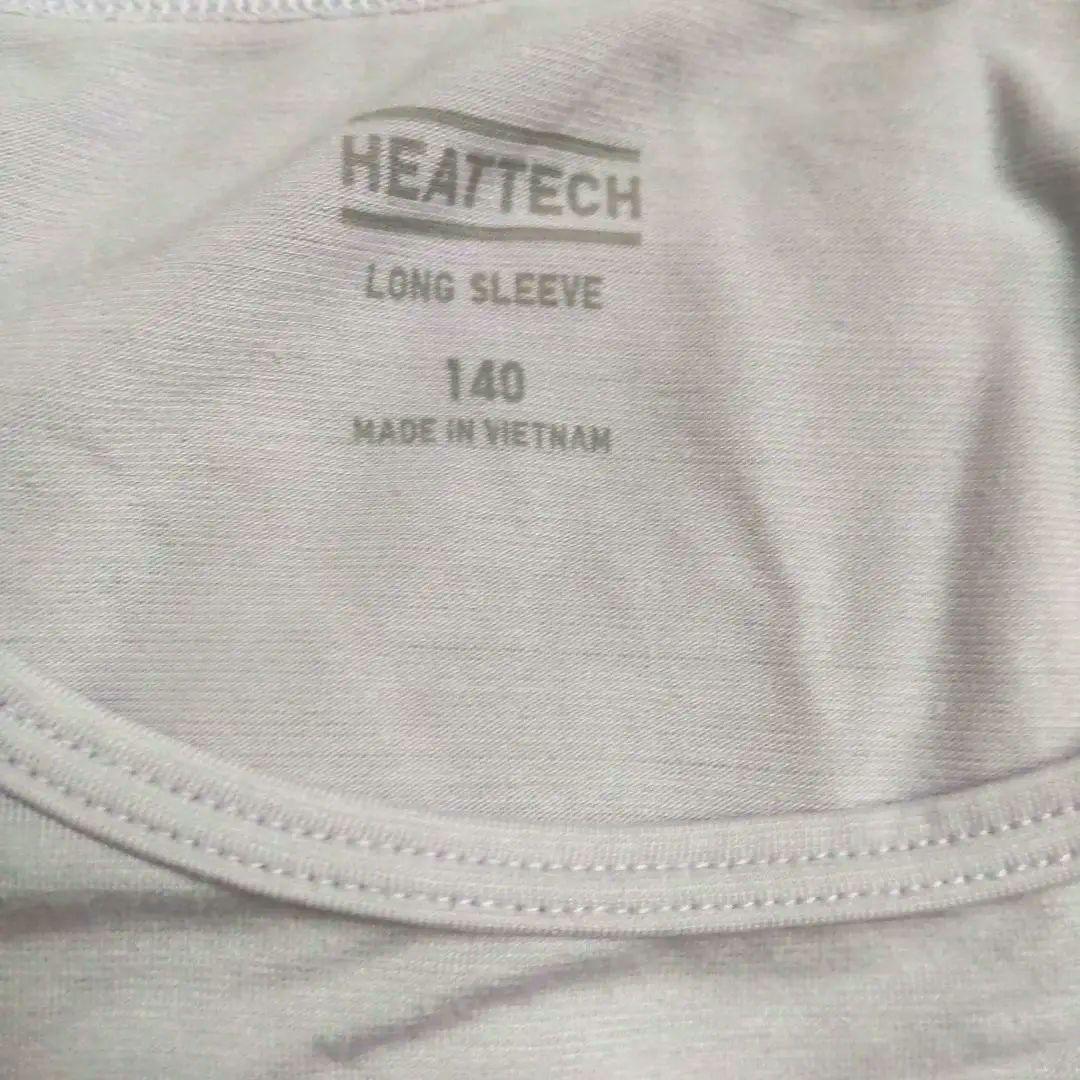 HEATTECH
LONG SLEEVE
140
MADE IN VIETNAM